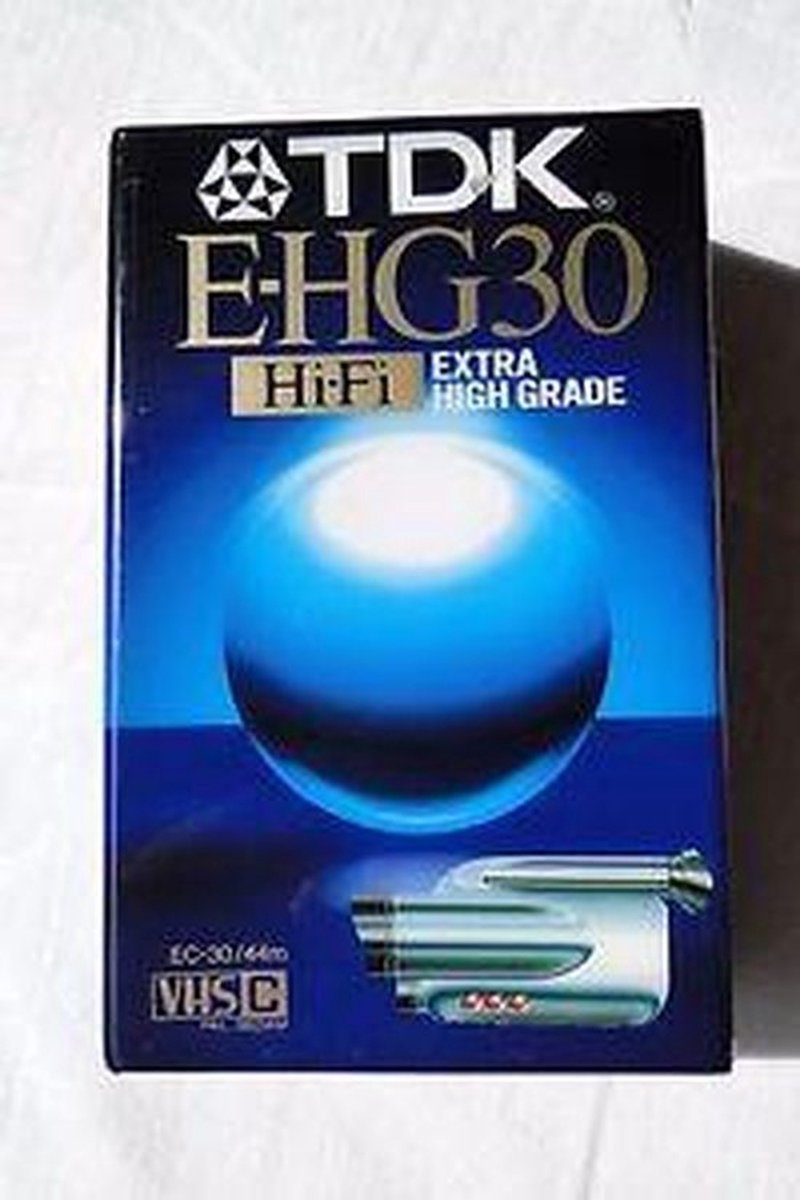 TDK®
E-HG30
Hi·Fi
EXTRA
HIGH GRADE
EC-30/44m
VHS C